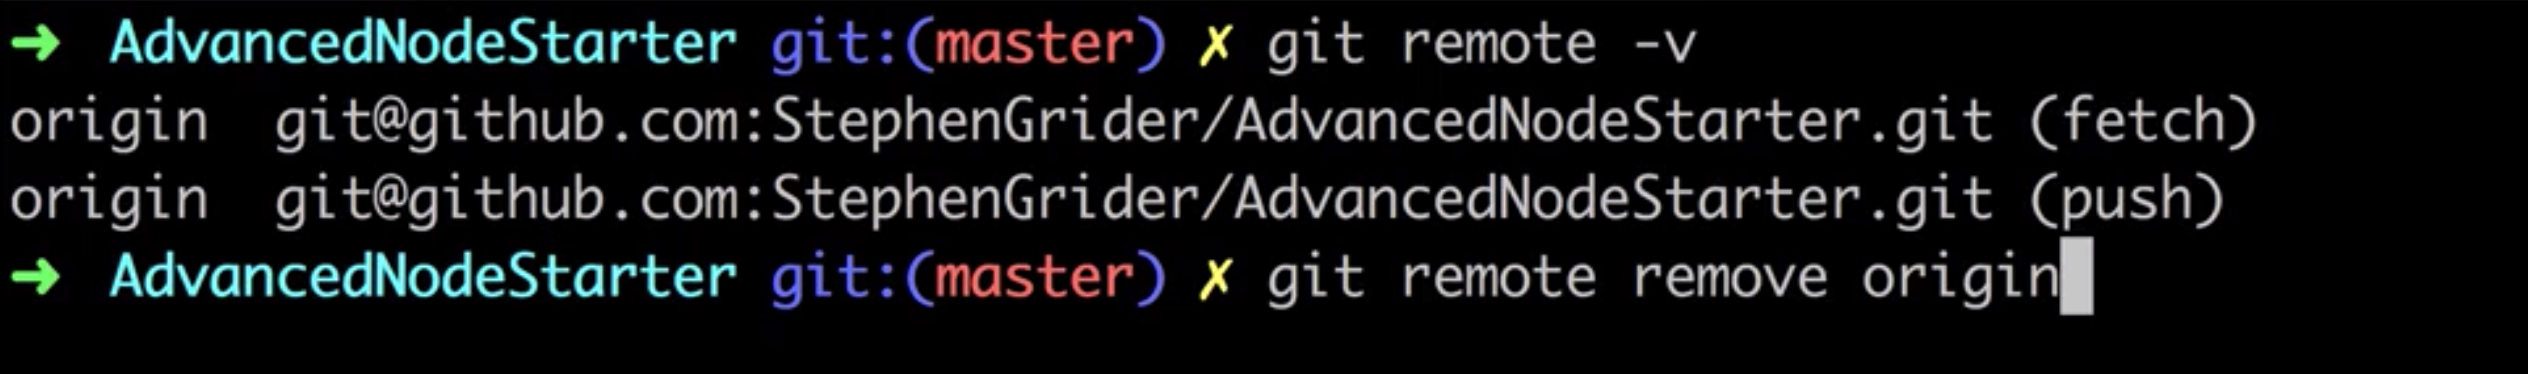 ➜ AdvancedNodeStarter git:(master) ✗ git remote -v
origin  git@github.com:StephenGrider/AdvancedNodeStarter.git (fetch)
origin  git@github.com:StephenGrider/AdvancedNodeStarter.git (push)
➜ AdvancedNodeStarter git:(master) ✗ git remote remove origin